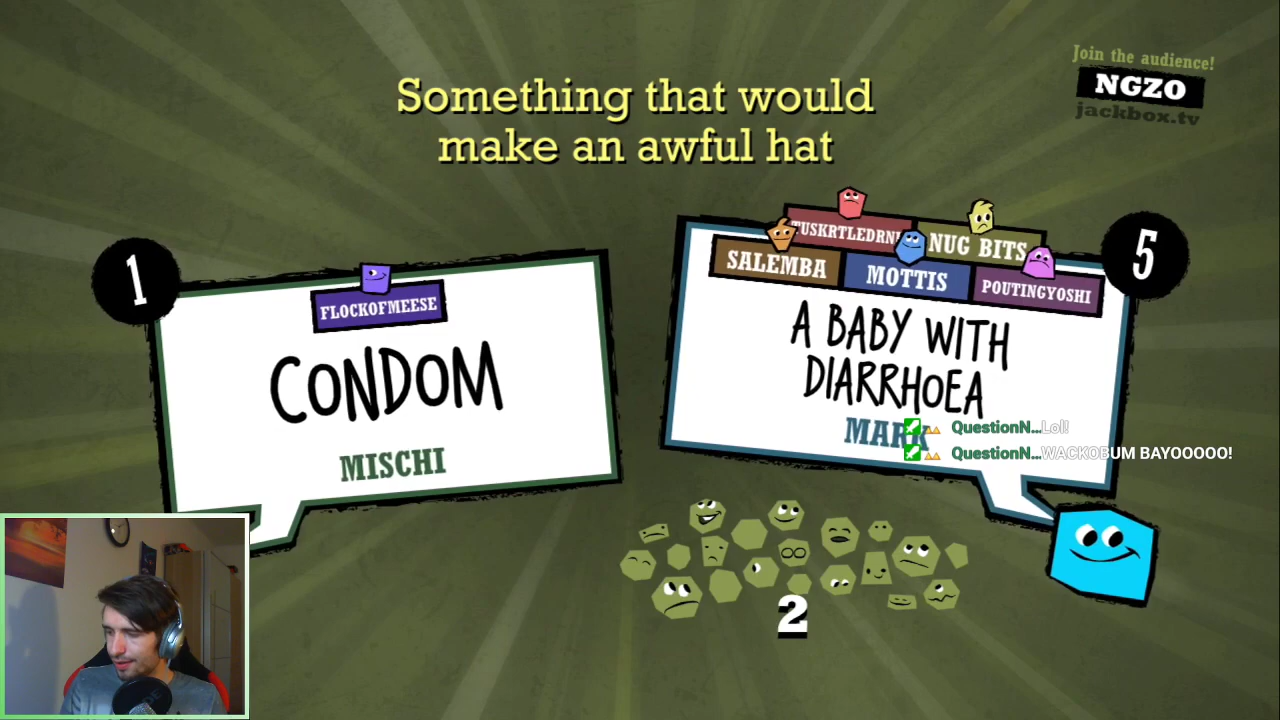 Something that would
make an awful hat
Join the audience!
NGZO
jackbox.tv
1
FLOCKOFMEESE
CONDOM
MISCHI
5
NUG BITS
SALEMBA
MOTTIS
POUTINGYOSHI
A BABY WITH
DIARRHOEA
MARK
QuestionN...Lol!
QuestionN...WACKOBUM BAYOOOOO!
2